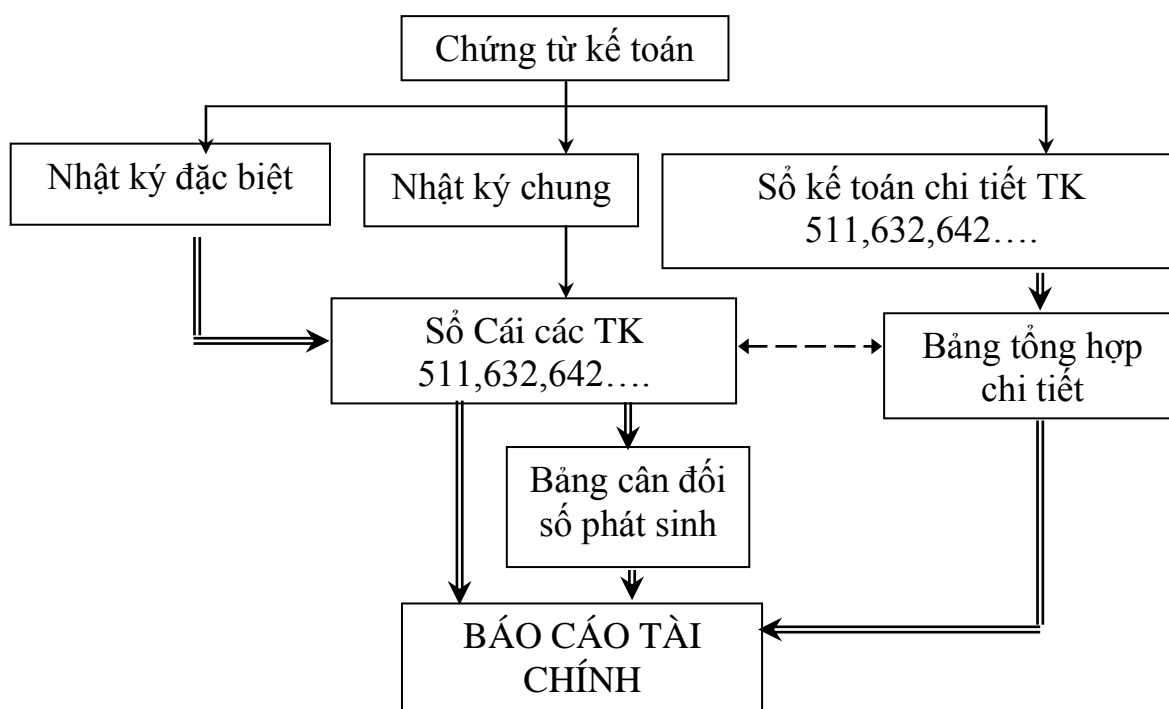 Chứng từ kế toán
Nhật ký đặc biệt
Nhật ký chung
Sổ kế toán chi tiết TK
511,632,642….
Sổ Cái các TK
511,632,642….
Bảng tổng hợp
chi tiết
Bảng cân đối
số phát sinh
BÁO CÁO TÀI
CHÍNH